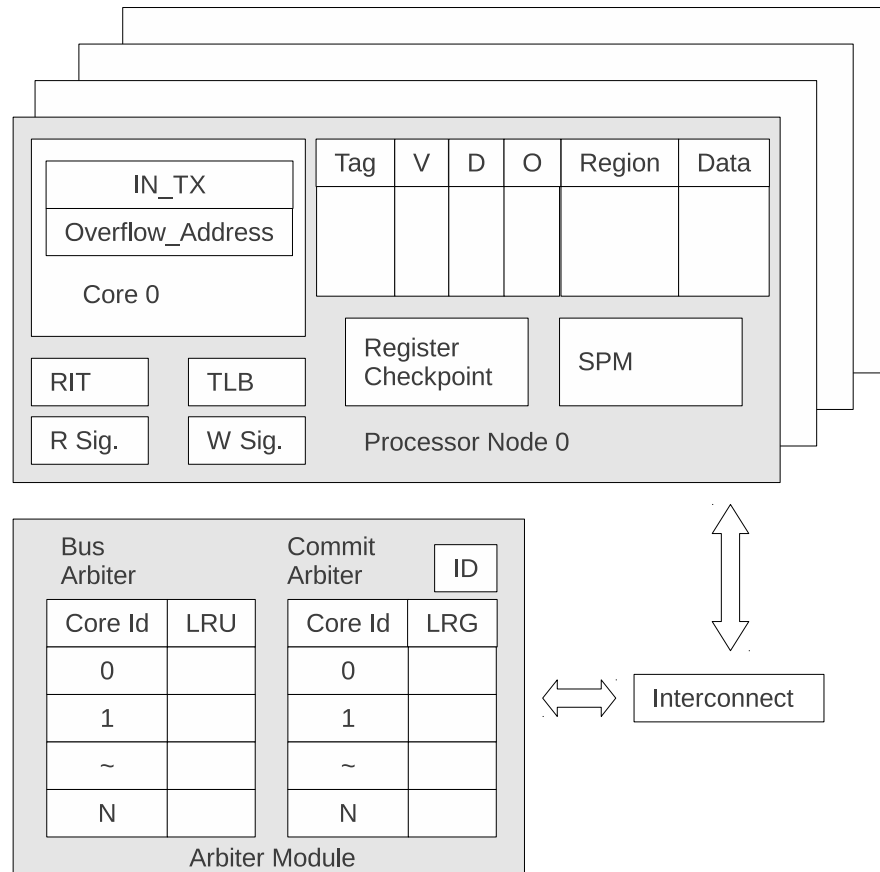 IN_TX
Overflow_Address
Core 0
Tag V D O Region Data
Register
Checkpoint
SPM
RIT TLB
R Sig. W Sig.
Processor Node 0
Bus
Arbiter
Commit
Arbiter
ID
Core Id LRU
0
1
~
N
Core Id LRG
0
1
~
N
Arbiter Module
Interconnect